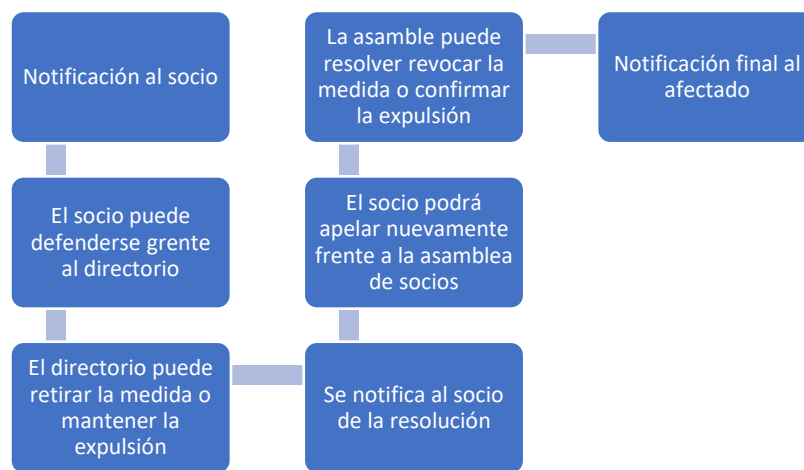 Notificación al socio
El socio puede
defenderse grente
al directorio
El directorio puede
retirar la medida o
mantener la
expulsión
Se notifica al socio
de la resolución
El socio podrá
apelar nuevamente
frente a la asamblea
de socios
La asamble puede
resolver revocar la
medida o confirmar
la expulsión
Notificación final al
afectado